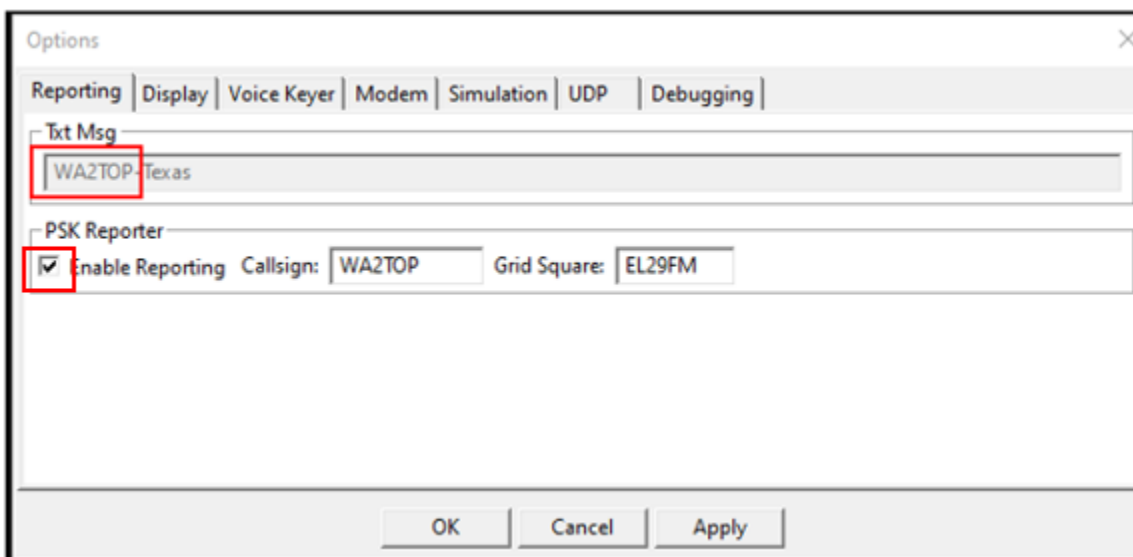 Options
Reporting Display Voice Keyer Modem Simulation UDP Debugging
Txt Msg
WA2TOP-Texas
PSK Reporter
Enable Reporting Callsign: WA2TOP Grid Square: EL29FM
OK Cancel Apply